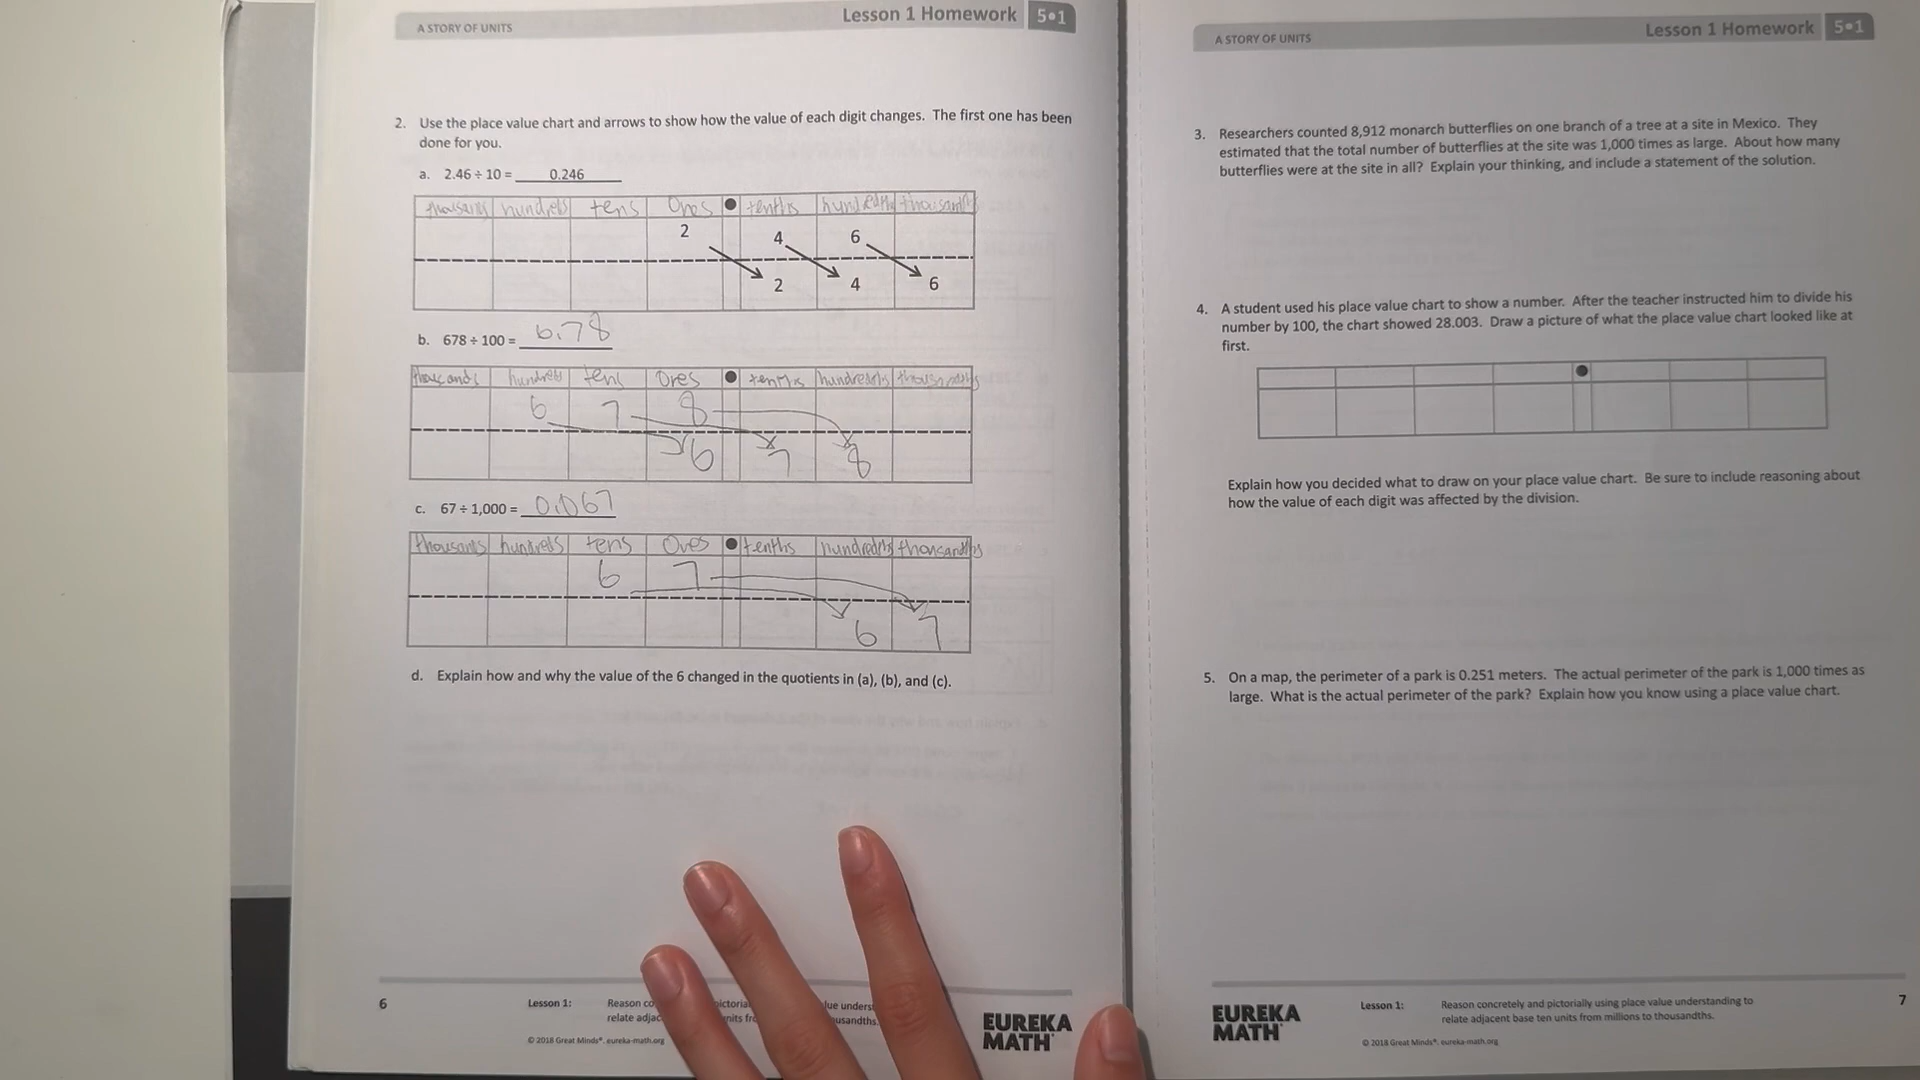 A STORY OF UNITS
Lesson 1 Homework 5•1
2. Use the place value chart and arrows to show how the value of each digit changes. The first one has been
done for you.
a. 2.46 ÷ 10 = 0.246
hundreds tens Ones • tenths
2 4 6
2 4 6
b. 678 ÷ 100 = 6.78
tens Ones •
6 7 8
6 7 8
c. 67 ÷ 1,000 = 0.067
thousants hundreds tens Ones • tenths
6 7
6 7
d. Explain how and why the value of the 6 changed in the quotients in (a), (b), and (c).
6
Lesson 1: Reason
© 2018 Great Minds®. eureka-math.org
EUREKA
MATH
A STORY OF UNITS
Lesson 1 Homework 5•1
3. Researchers counted 8,912 monarch butterflies on one branch of a tree at a site in Mexico. They
estimated that the total number of butterflies at the site was 1,000 times as large. About how many
butterflies were at the site in all? Explain your thinking, and include a statement of the solution.
4. A student used his place value chart to show a number. After the teacher instructed him to divide his
number by 100, the chart showed 28.003. Draw a picture of what the place value chart looked like at
first.
•
Explain how you decided what to draw on your place value chart. Be sure to include reasoning about
how the value of each digit was affected by the division.
5. On a map, the perimeter of a park is 0.251 meters. The actual perimeter of the park is 1,000 times as
large. What is the actual perimeter of the park? Explain how you know using a place value chart.
EUREKA
MATH
Lesson 1: Reason concretely and pictorially using place value understanding to
relate adjacent base ten units from millions to thousandths.
© 2018 Great Minds®. eureka-math.org
7